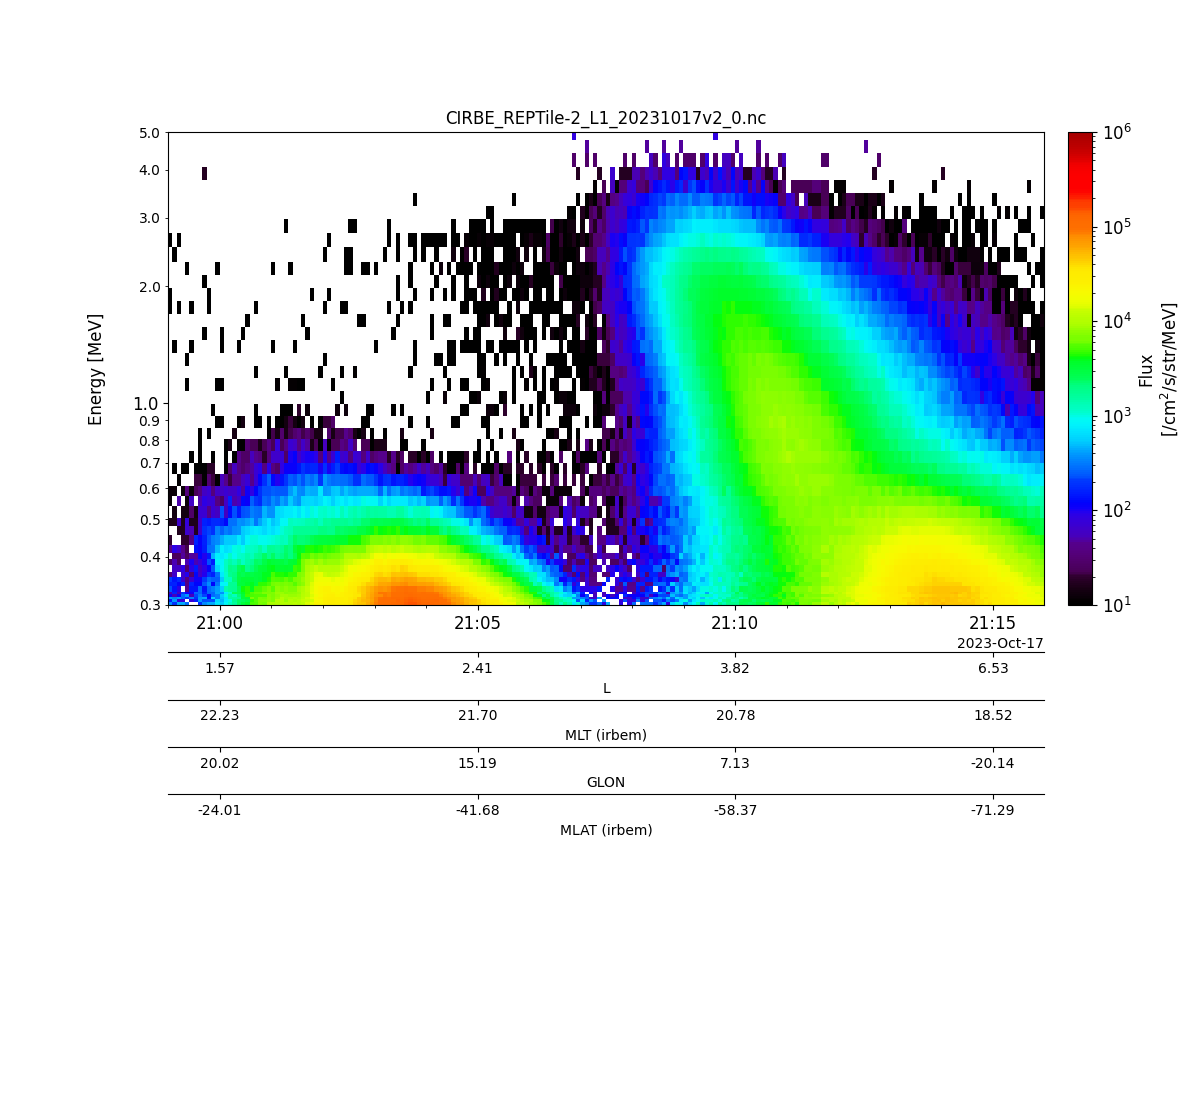 CIRBE_REPTile-2_L1_20231017v2_0.nc
5.0
4.0
3.0
2.0
1.0
0.9
0.8
0.7
0.6
0.5
0.4
0.3
Energy [MeV]
10^6
10^5
10^4
10^3
10^2
10^1
Flux
[/cm^2/s/str/MeV]
21:00 21:05 21:10 21:15
2023-Oct-17
1.57 2.41 3.82 6.53
L
22.23 21.70 20.78 18.52
MLT (irbem)
20.02 15.19 7.13 -20.14
GLON
-24.01 -41.68 -58.37 -71.29
MLAT (irbem)